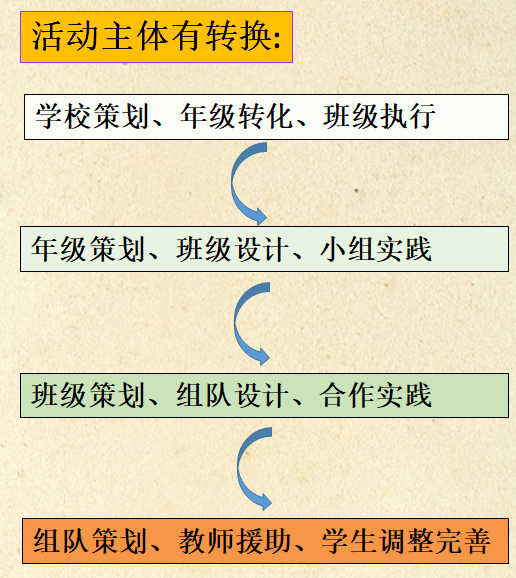 活动主体有转换:
学校策划、年级转化、班级执行
年级策划、班级设计、小组实践
班级策划、组队设计、合作实践
组队策划、教师援助、学生调整完善